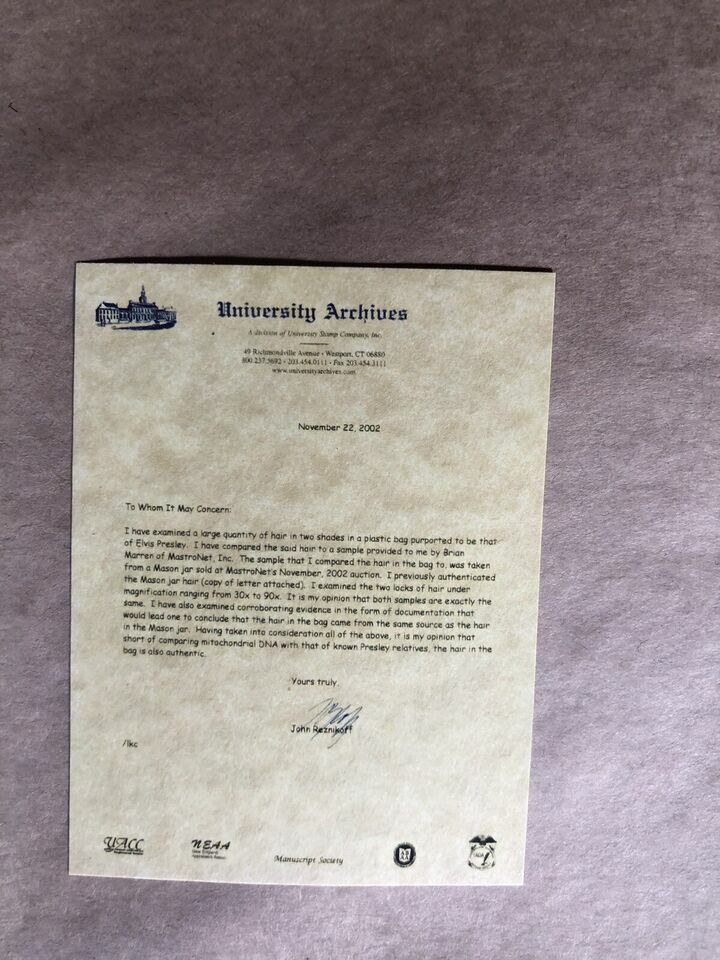 University Archives
A division of University Stamp Company, Inc.
49 Richmondville Avenue • Westport, CT 06880
800.237.5692 • 203.454.0111 • Fax 203.454.3111
www.universityarchives.com
November 22, 2002
To Whom It May Concern:
I have examined a large quantity of hair in two shades in a plastic bag purported to be that
of Elvis Presley. I have compared the said hair to a sample provided to me by Brian
Marren of MastroNet, Inc. The sample that I compared the hair in the bag to, was taken
from a Mason jar sold at MastroNet's November, 2002 auction. I previously authenticated
the Mason jar hair (copy of letter attached). I examined the two locks of hair under
magnification ranging from 30x to 90x. It is my opinion that both samples are exactly the
same. I have also examined corroborating evidence in the form of documentation that
would lead one to conclude that the hair in the bag came from the same source as the hair
in the Mason jar. Having taken into consideration all of the above, it is my opinion that
short of comparing mitochondrial DNA with that of known Presley relatives, the hair in the
bag is also authentic.
Yours truly,
John Reznikoff
/lkc
UACC
NEAA
New England
Appraisers Assoc.
Manuscript Society